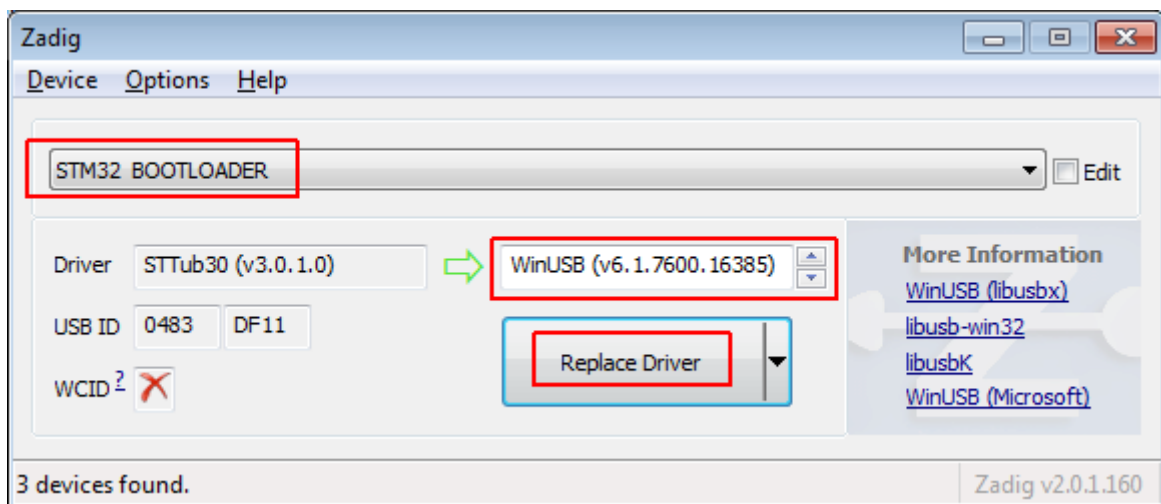 Zadig
Device Options Help
STM32 BOOTLOADER
Edit
Driver STTub30 (v3.0.1.0) WinUSB (v6.1.7600.16385)
USB ID 0483 DF11
WCID ?
Replace Driver
More Information
WinUSB (libusbx)
libusb-win32
libusbK
WinUSB (Microsoft)
3 devices found.
Zadig v2.0.1.160